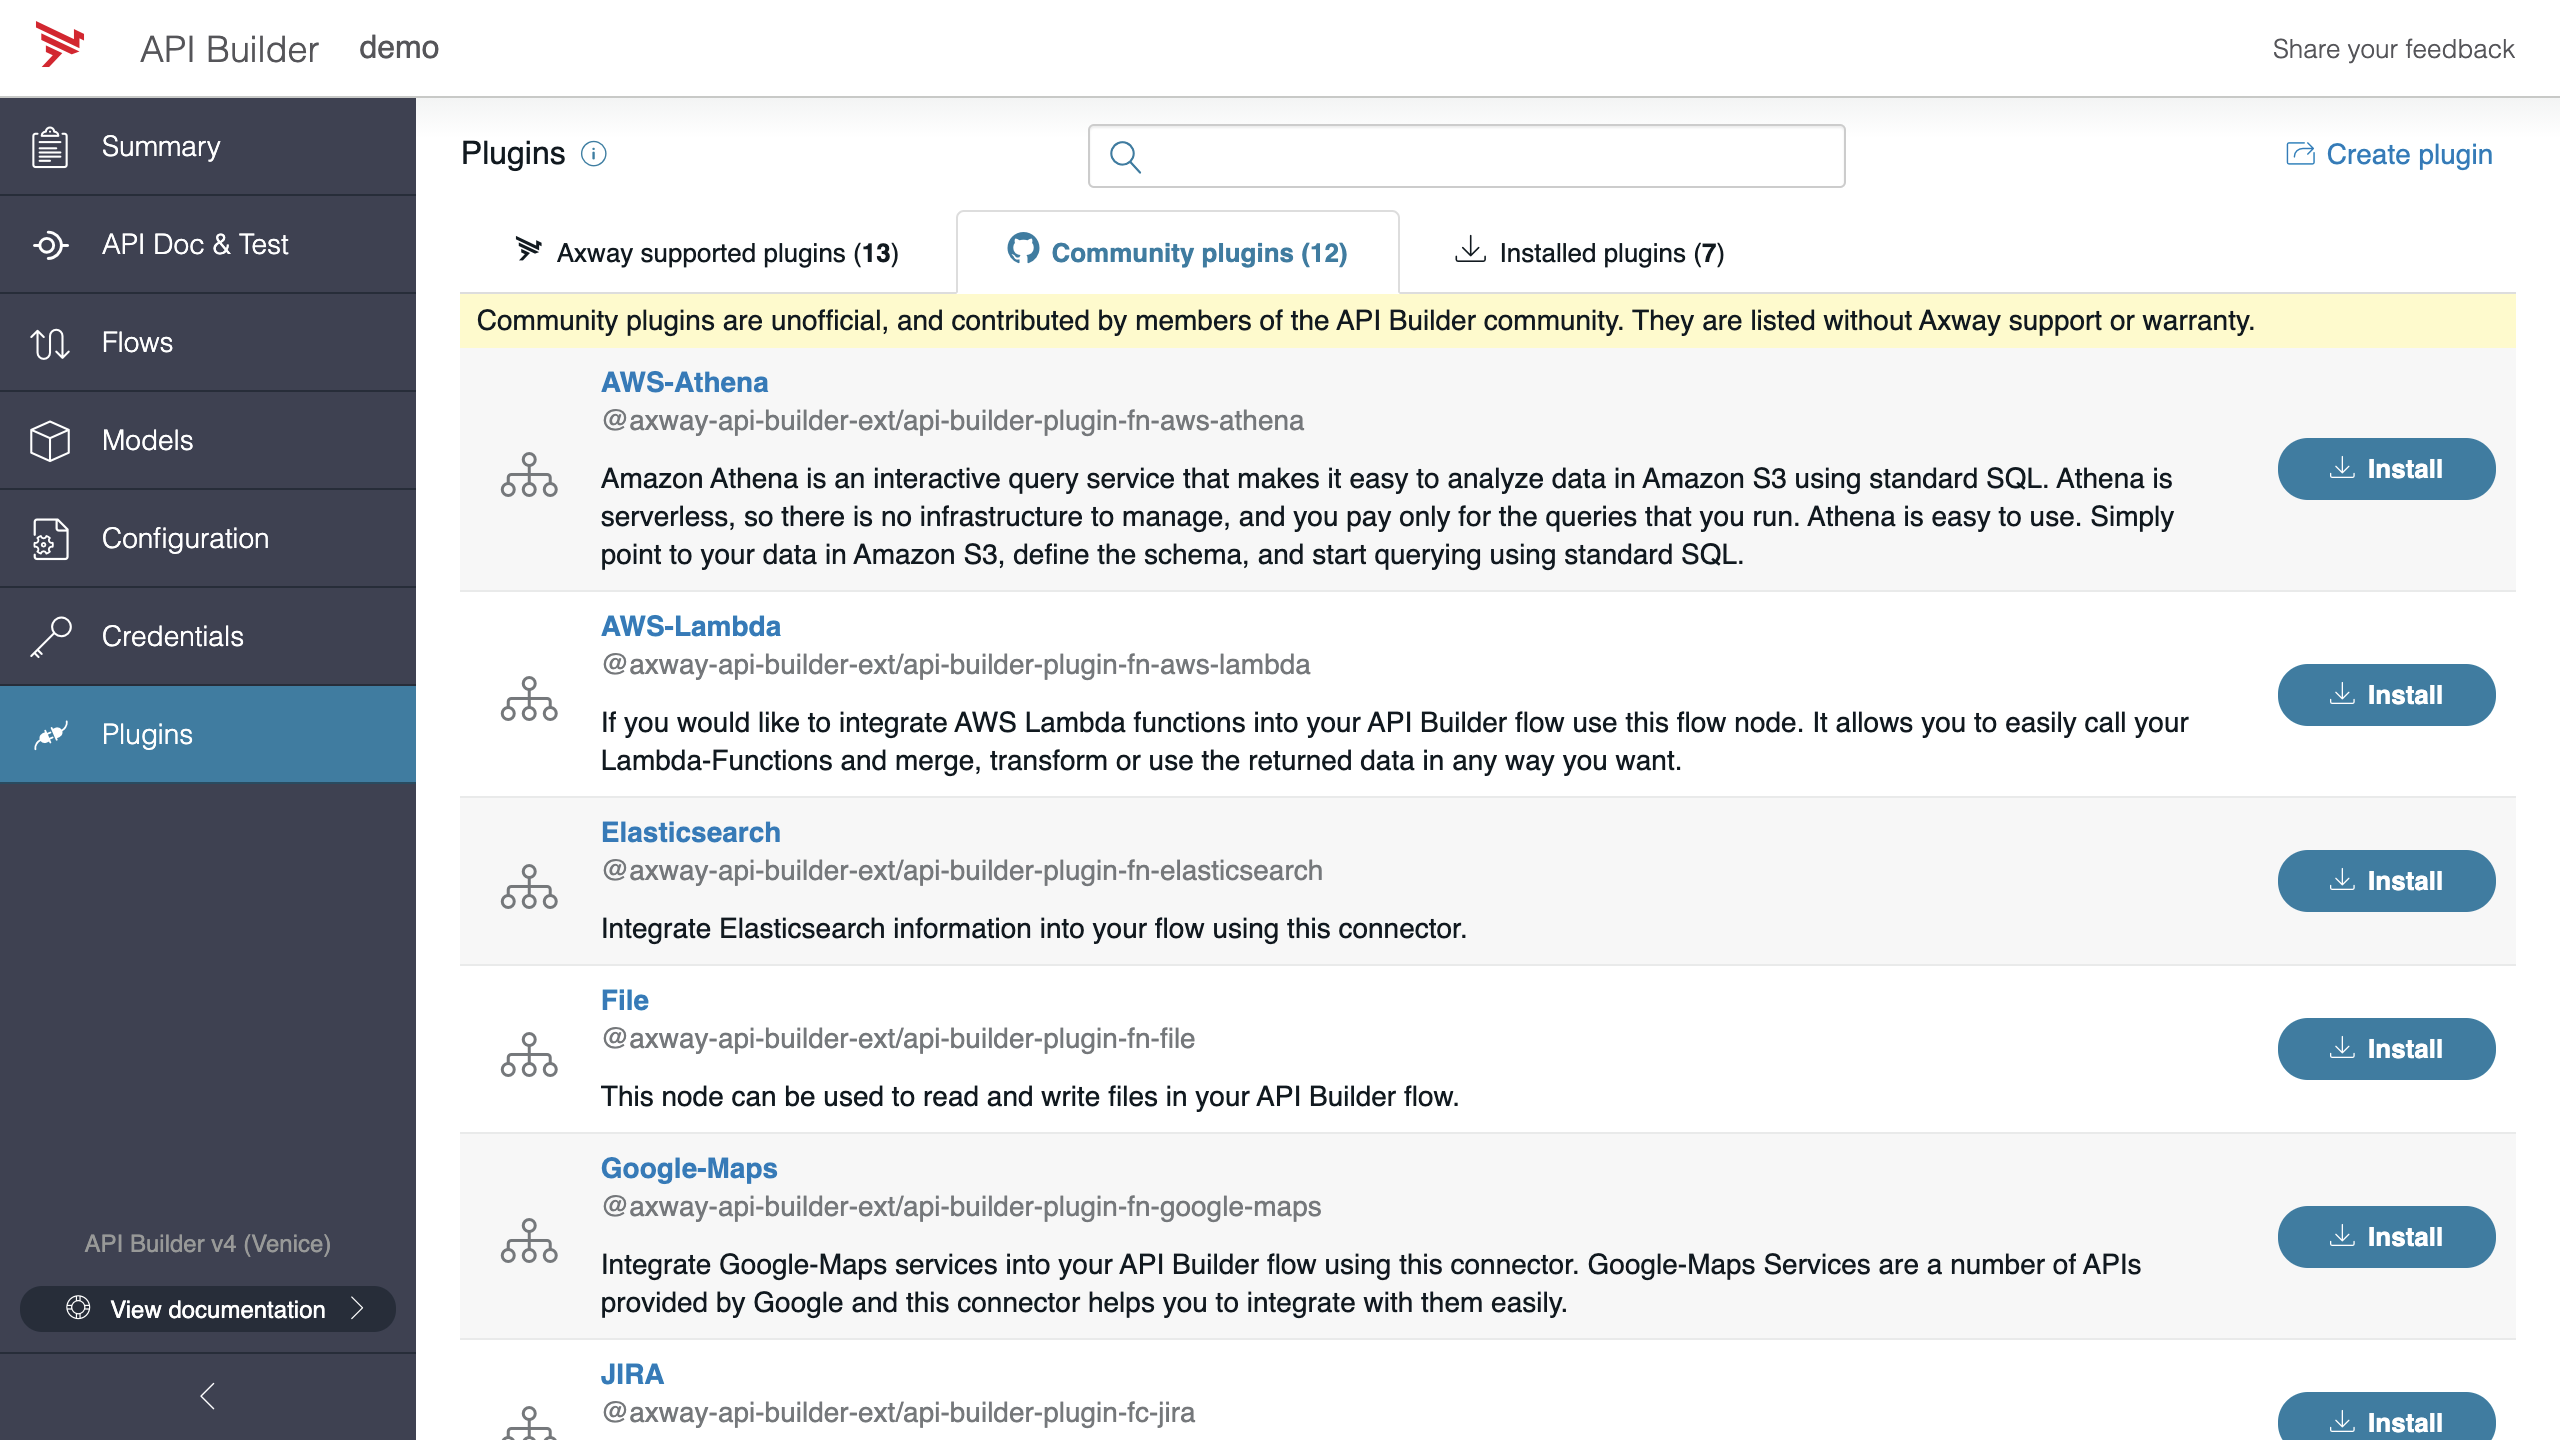 API Builder demo
Share your feedback
Summary
API Doc & Test
Flows
Models
Configuration
Credentials
Plugins
API Builder v4 (Venice)
View documentation
Plugins
Create plugin
Axway supported plugins (13)
Community plugins (12)
Installed plugins (7)
Community plugins are unofficial, and contributed by members of the API Builder community. They are listed without Axway support or warranty.
AWS-Athena
@axway-api-builder-ext/api-builder-plugin-fn-aws-athena
Amazon Athena is an interactive query service that makes it easy to analyze data in Amazon S3 using standard SQL. Athena is
serverless, so there is no infrastructure to manage, and you pay only for the queries that you run. Athena is easy to use. Simply
point to your data in Amazon S3, define the schema, and start querying using standard SQL.
Install
AWS-Lambda
@axway-api-builder-ext/api-builder-plugin-fn-aws-lambda
If you would like to integrate AWS Lambda functions into your API Builder flow use this flow node. It allows you to easily call your
Lambda-Functions and merge, transform or use the returned data in any way you want.
Install
Elasticsearch
@axway-api-builder-ext/api-builder-plugin-fn-elasticsearch
Integrate Elasticsearch information into your flow using this connector.
Install
File
@axway-api-builder-ext/api-builder-plugin-fn-file
This node can be used to read and write files in your API Builder flow.
Install
Google-Maps
@axway-api-builder-ext/api-builder-plugin-fn-google-maps
Integrate Google-Maps services into your API Builder flow using this connector. Google-Maps Services are a number of APIs
provided by Google and this connector helps you to integrate with them easily.
Install
JIRA
@axway-api-builder-ext/api-builder-plugin-fc-jira
Install